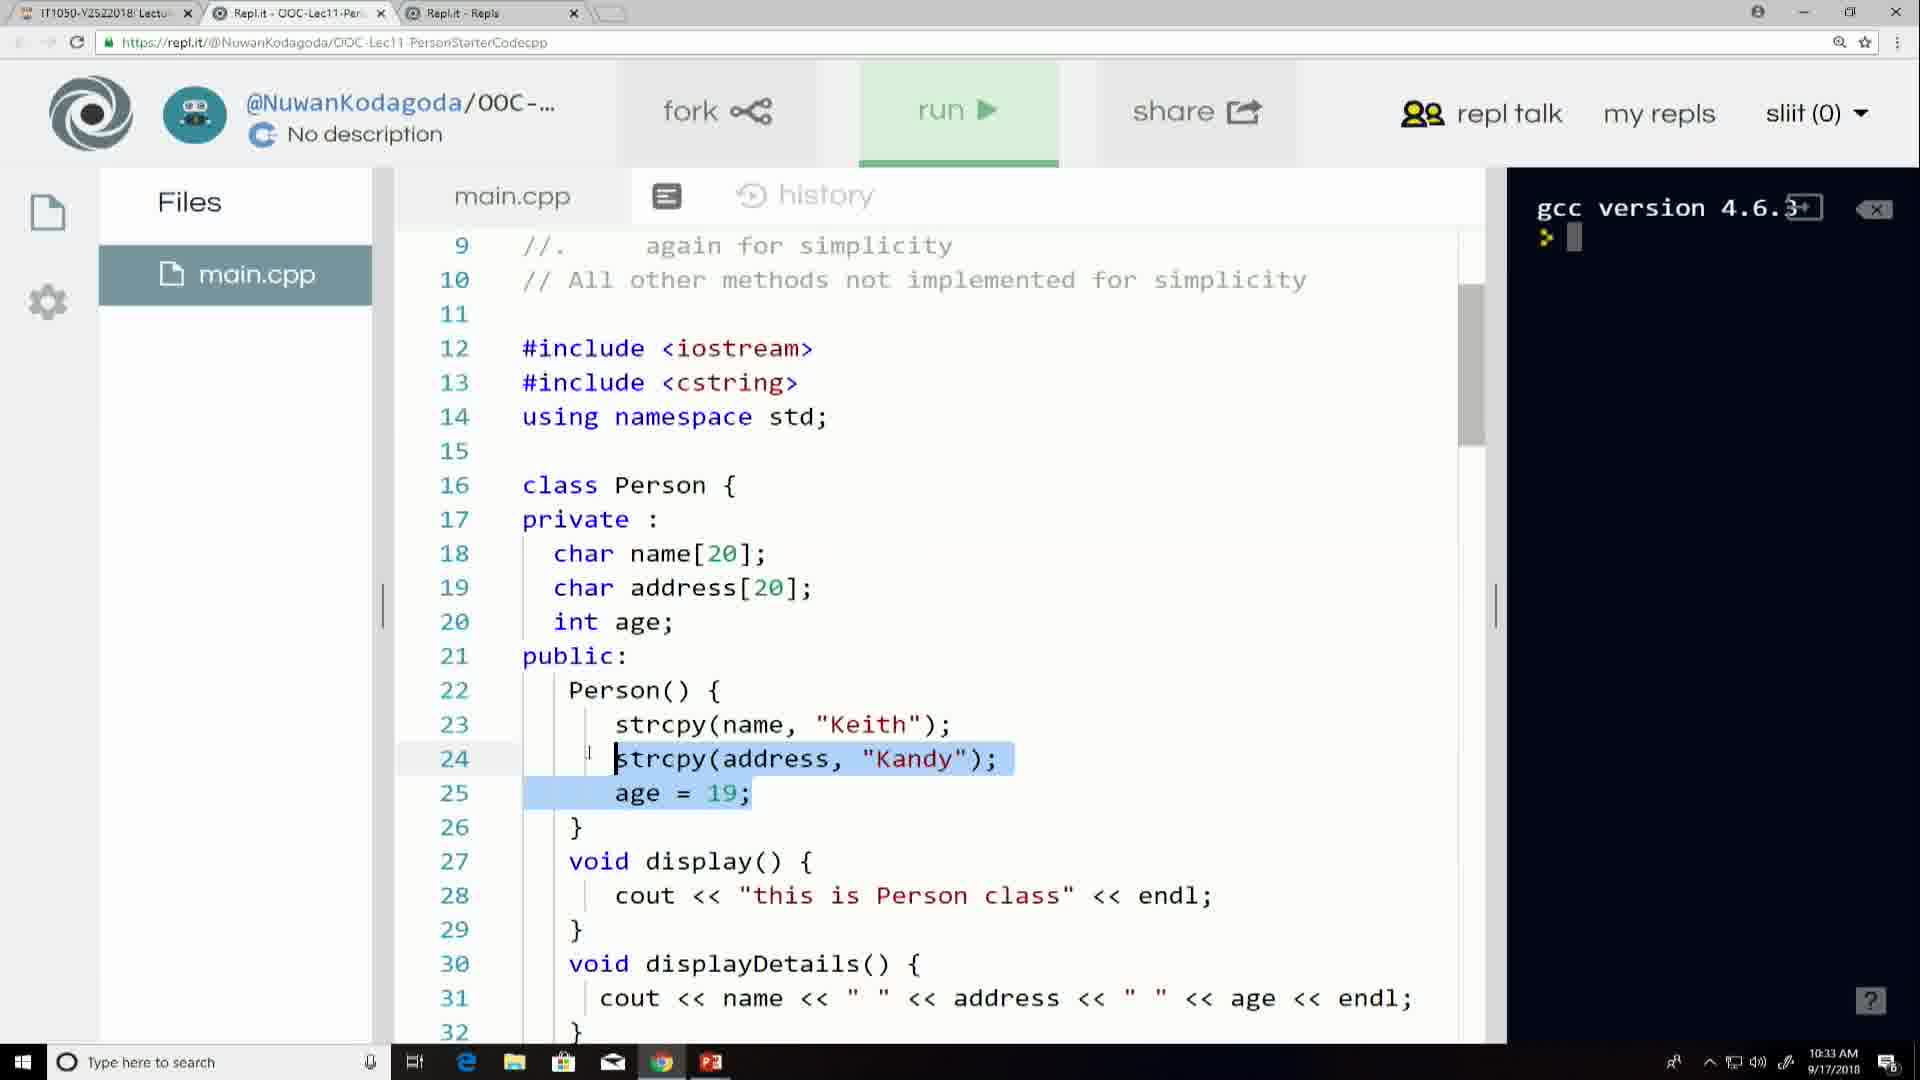 IT1050-Y2S22018: Lectu
Repl.it - OOC-Lec11-Per
Repl.it - Repls
https://repl.it/@NuwanKodagoda/OOC-Lec11-PersonStarterCodecpp
@NuwanKodagoda/OOC-...
No description
fork
run
share
repl talk
my repls
sliit (0)
Files
main.cpp
main.cpp
history
9 //.     again for simplicity
10 // All other methods not implemented for simplicity
11
12 #include <iostream>
13 #include <cstring>
14 using namespace std;
15
16 class Person {
17 private :
18 char name[20];
19 char address[20];
20 int age;
21 public:
22 Person() {
23 strcpy(name, "Keith");
24 strcpy(address, "Kandy");
25 age = 19;
26 }
27 void display() {
28 cout << "this is Person class" << endl;
29 }
30 void displayDetails() {
31 cout << name << " " << address << " " << age << endl;
32 }
gcc version 4.6.3
>
?
Type here to search
10:33 AM
9/17/2018